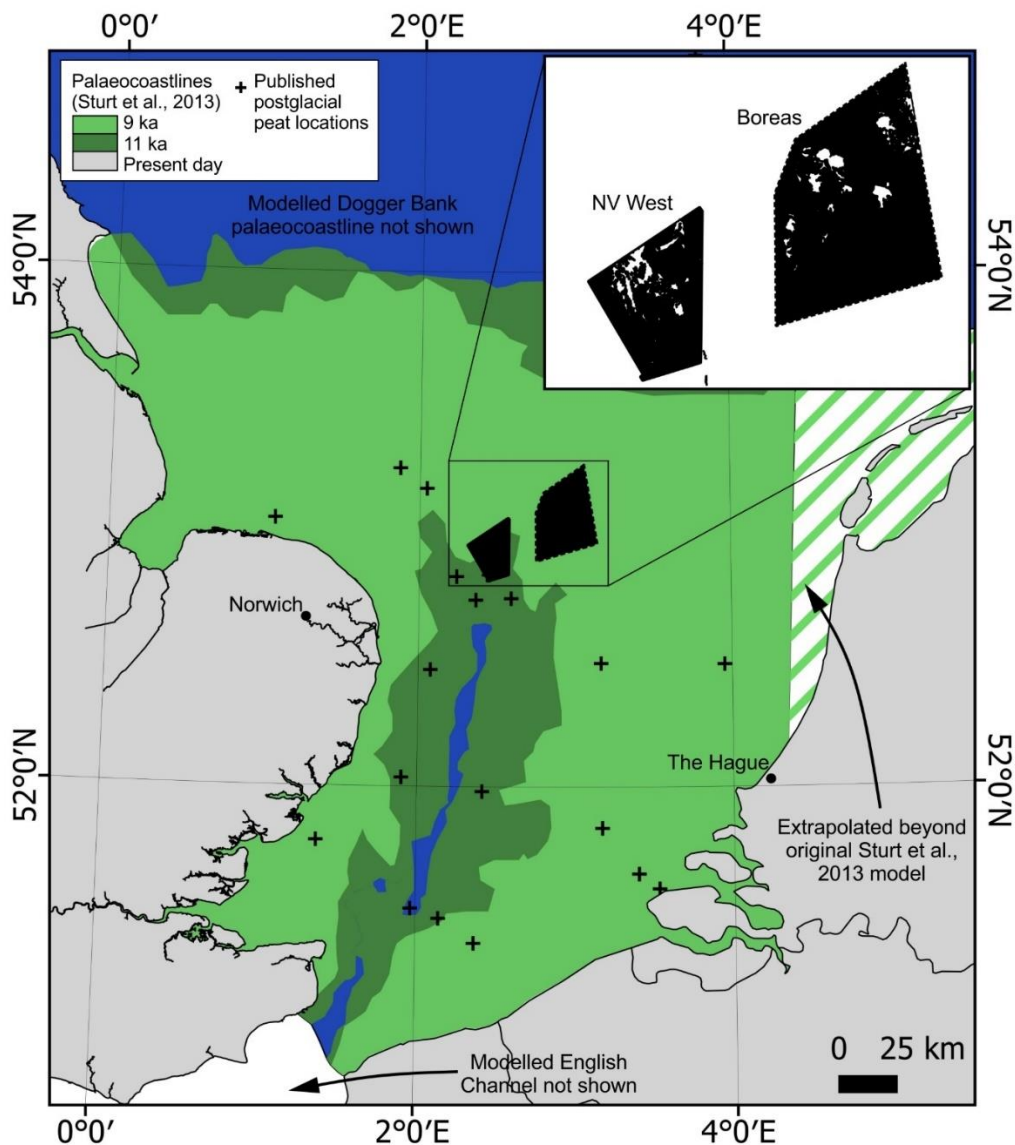 0°0′ 2°0′E 4°0′E
Palaeocoastlines
(Sturt et al., 2013)
9 ka
11 ka
Present day
+ Published
postglacial
peat locations
Boreas
NV West
Modelled Dogger Bank
palaeocoastline not shown
54°0′N
54°0′N
Norwich
The Hague
52°0′N
52°0′N
Extrapolated beyond
original Sturt et al.,
2013 model
0 25 km
Modelled English
Channel not shown
0°0′ 2°0′E 4°0′E